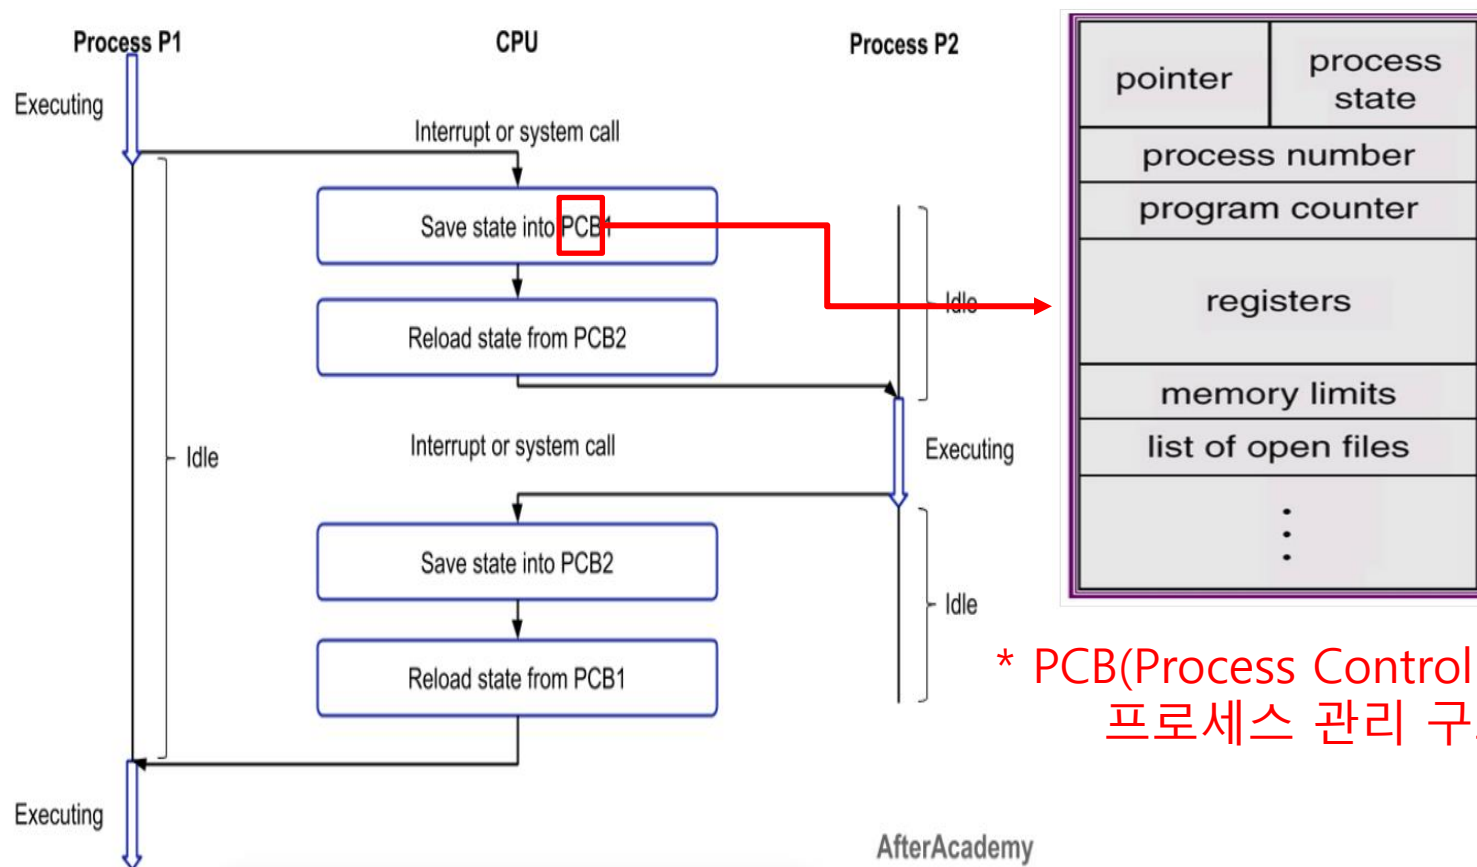 Process P1
CPU
Process P2
Executing
Interrupt or system call
Save state into PCB1
Reload state from PCB2
Idle
Interrupt or system call
Idle
Executing
Save state into PCB2
Reload state from PCB1
Idle
Executing
AfterAcademy
pointer
process
state
process number
program counter
registers
memory limits
list of open files
* PCB(Process Control
프로세스 관리